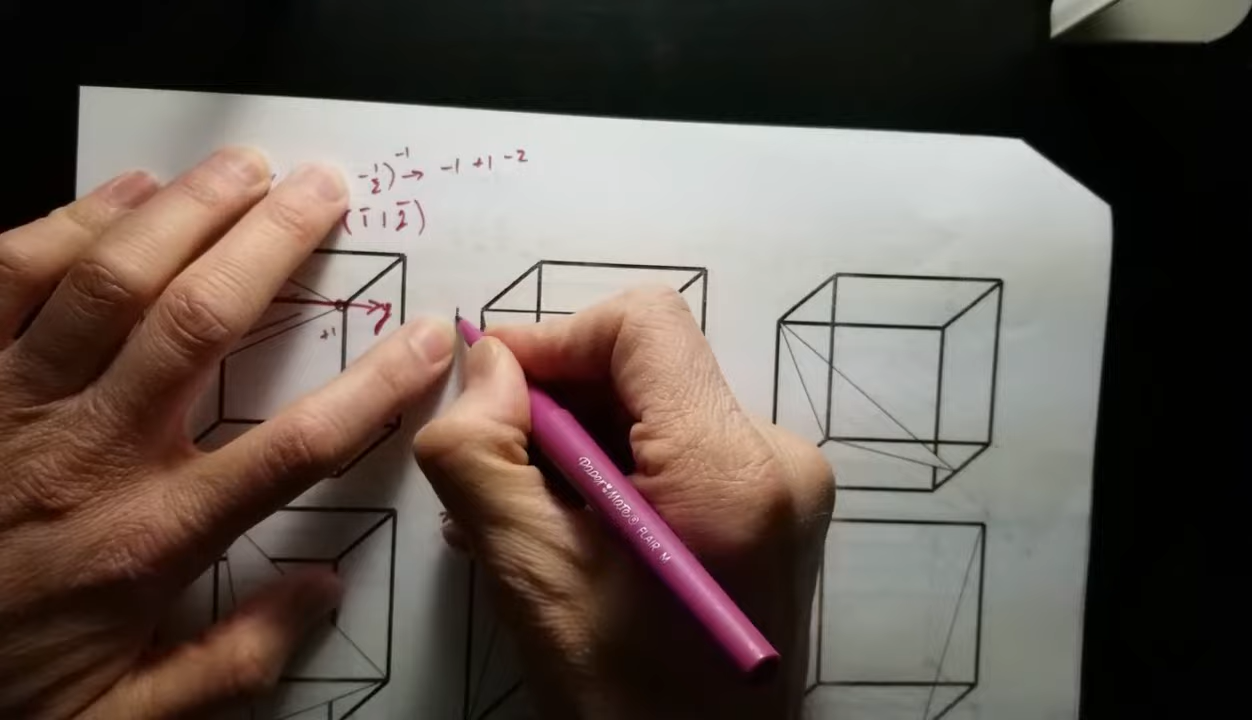 -1/2)⁻¹ → -1 +1 -2
(1̄ 1 2̄)
y
+1
Paper Mate® FLAIR M